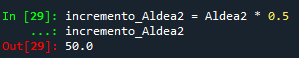 In [29]: incremento_Aldea2 = Aldea2 * 0.5
...: incremento_Aldea2
Out[29]: 50.0